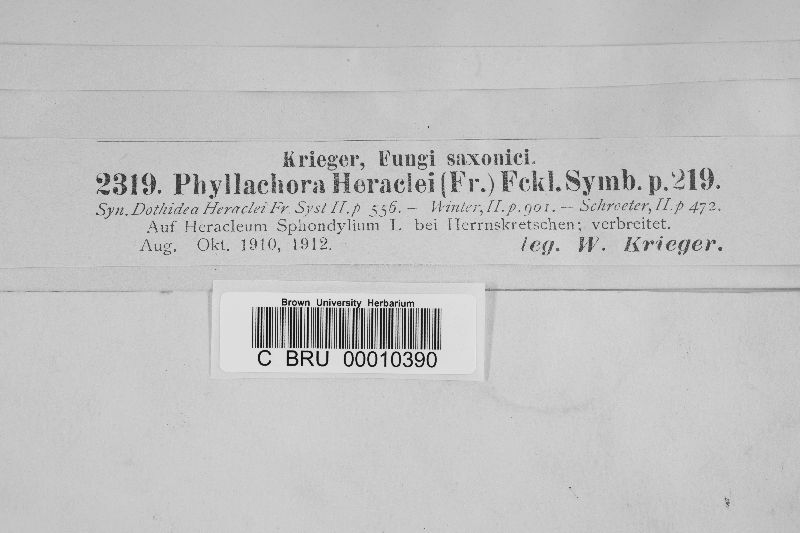 Krieger, Fungi saxonici.
2319. Phyllachora Heraclei (Fr.) Fckl. Symb. p. 219.
Syn. Dothidea Heraclei Fr Syst II. p 556. – Winter, II. p. 901. – Schroeter, II. p 472.
Auf Heracleum Sphondylium L. bei Herrnskretschen; verbreitet.
Aug, Okt. 1910, 1912. leg. W. Krieger.
Brown University Herbarium
C BRU 00010390